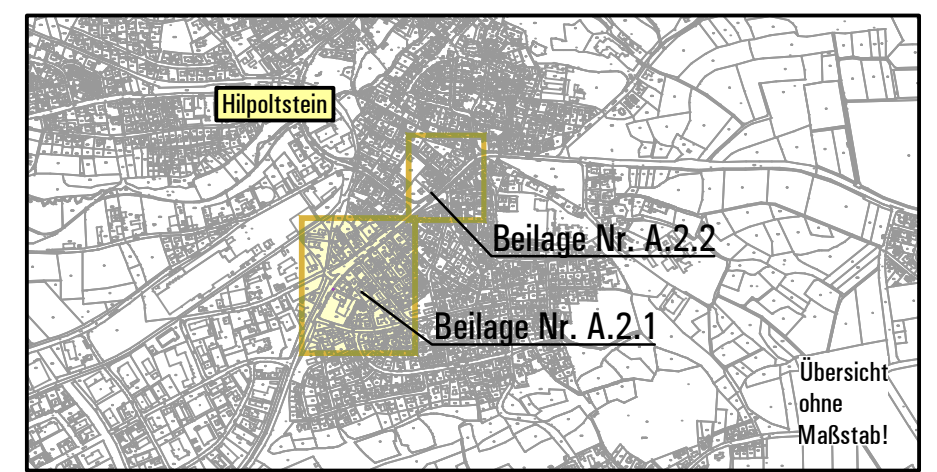 Hilpoltstein
Beilage Nr. A.2.2
Beilage Nr. A.2.1
Übersicht
ohne
Maßstab!